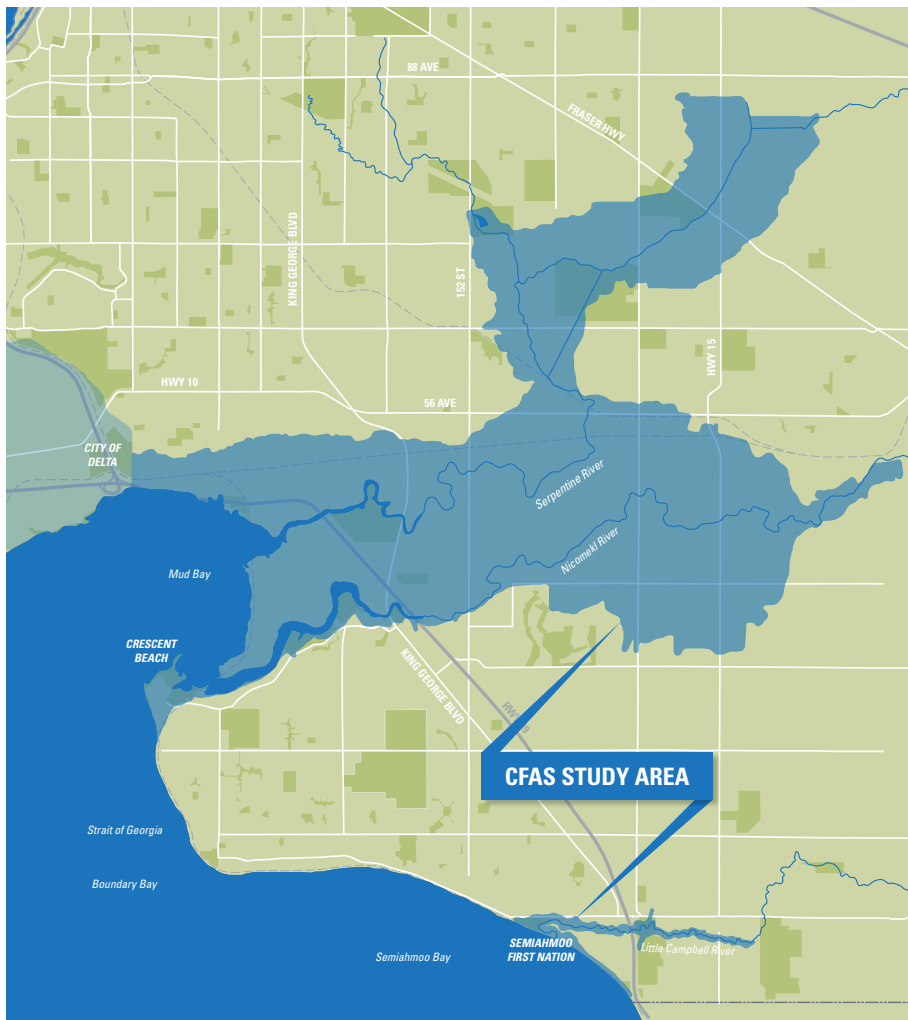 88 AVE
FRASER HWY
KING GEORGE BLVD
152 ST
HWY 15
HWY 10
56 AVE
CITY OF
DELTA
Serpentine River
Nicomekl River
Mud Bay
CRESCENT
BEACH
KING GEORGE BLVD
CFAS STUDY AREA
Strait of Georgia
Boundary Bay
SEMIAHMOO
FIRST NATION
Little Campbell River
Semiahmoo Bay